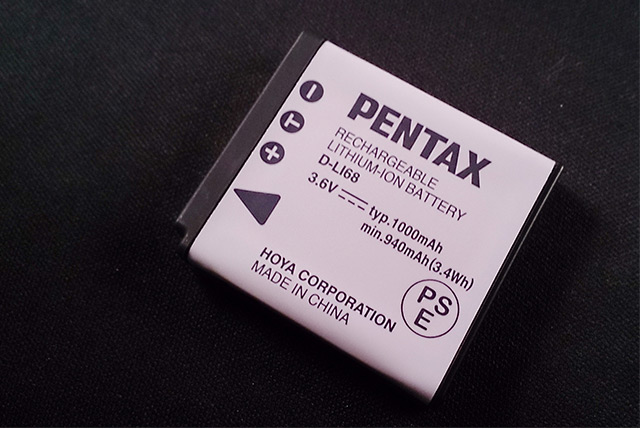 PENTAX
RECHARGEABLE
LITHIUM-ION BATTERY
D-LI68
3.6V ⎓ typ.1000mAh
min.940mAh(3.4Wh)
HOYA CORPORATION
MADE IN CHINA
PS
E
−
T
+